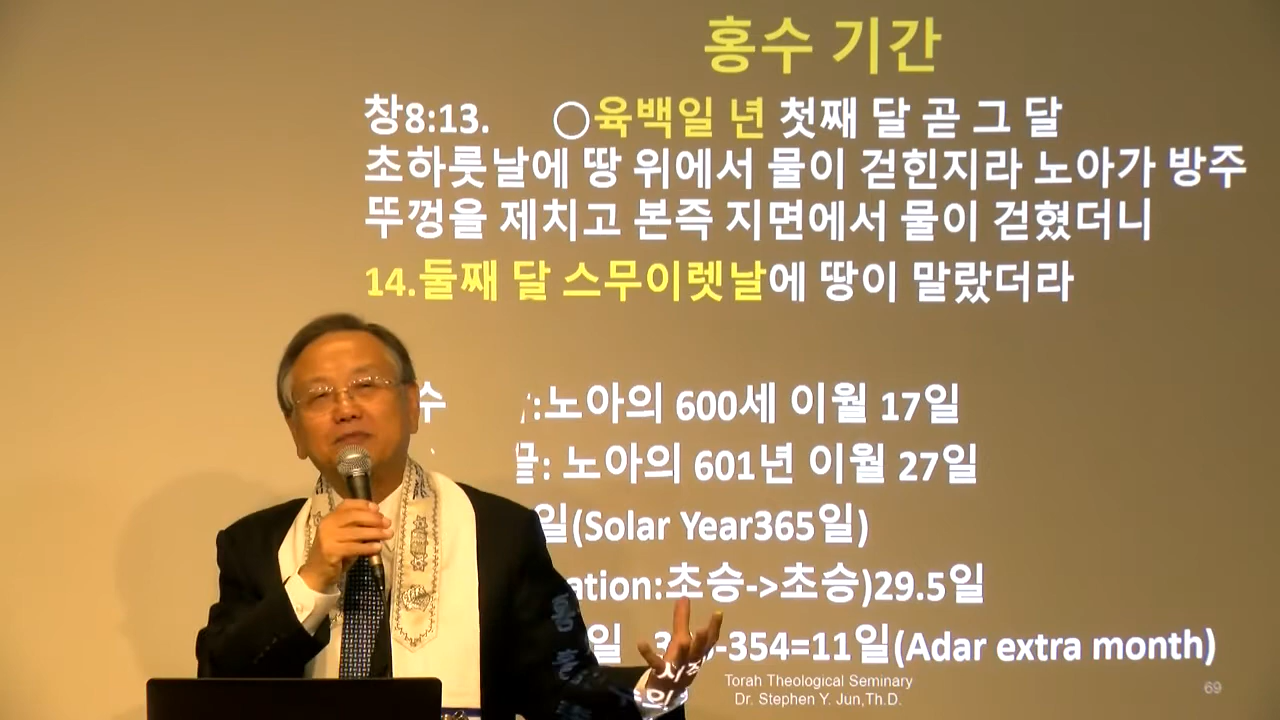 홍수 기간
창8:13. ○육백일 년 첫째 달 곧 그 달
초하룻날에 땅 위에서 물이 걷힌지라 노아가 방주
뚜껑을 제치고 본즉 지면에서 물이 걷혔더니
14.둘째 달 스무이렛날에 땅이 말랐더라
수 :노아의 600세 이월 17일
: 노아의 601년 이월 27일
일(Solar Year365일)
초승->초승)29.5일
일 -354=11일(Adar extra month)
Torah Theological Seminary
Dr. Stephen Y. Jun,Th.D.
69